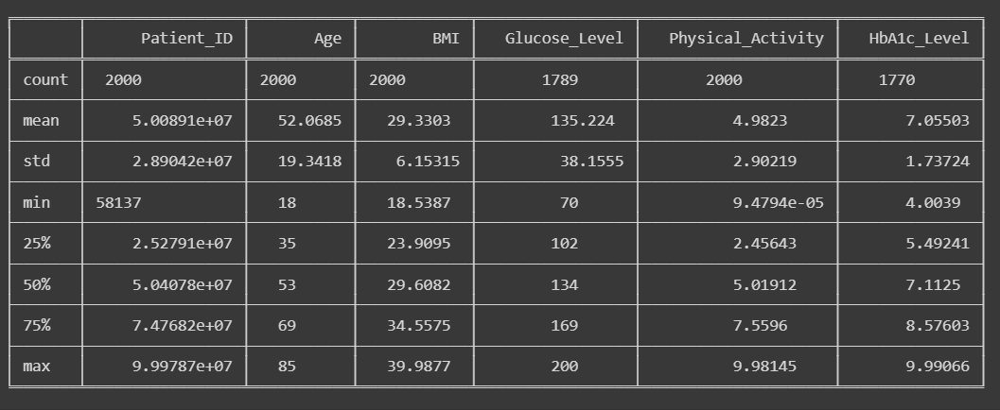 Patient_ID Age BMI Glucose_Level Physical_Activity HbA1c_Level
count 2000 2000 2000 1789 2000 1770
mean 5.00891e+07 52.0685 29.3303 135.224 4.9823 7.05503
std 2.89042e+07 19.3418 6.15315 38.1555 2.90219 1.73724
min 58137 18 18.5387 70 9.4794e-05 4.0039
25% 2.52791e+07 35 23.9095 102 2.45643 5.49241
50% 5.04078e+07 53 29.6082 134 5.01912 7.1125
75% 7.47682e+07 69 34.5575 169 7.5596 8.57603
max 9.99787e+07 85 39.9877 200 9.98145 9.99066